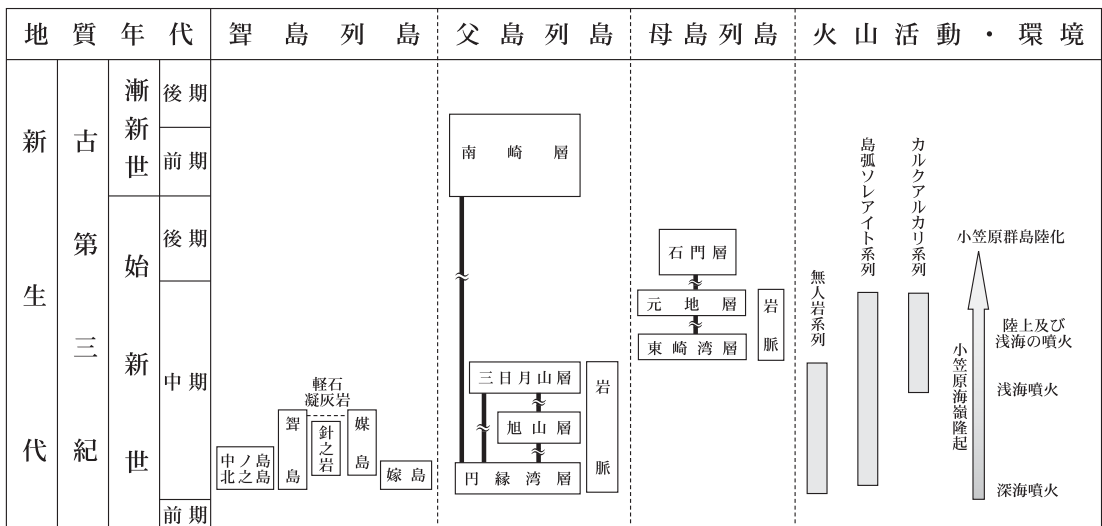 地質年代 聟島列島 父島列島 母島列島 火山活動・環境
新生代
古第三紀
漸新世
後期
前期
始新世
後期
中期
前期
中ノ島
北之島
聟島
軽石
凝灰岩
針之岩
媒島
嫁島
南崎層
三日月山層
旭山層
円縁湾層
岩脈
石門層
元地層
東崎湾層
岩脈
無人岩系列
島弧ソレアイト系列
カルクアルカリ系列
小笠原群島陸化
小笠原海嶺隆起
陸上及び
浅海の噴火
浅海噴火
深海噴火